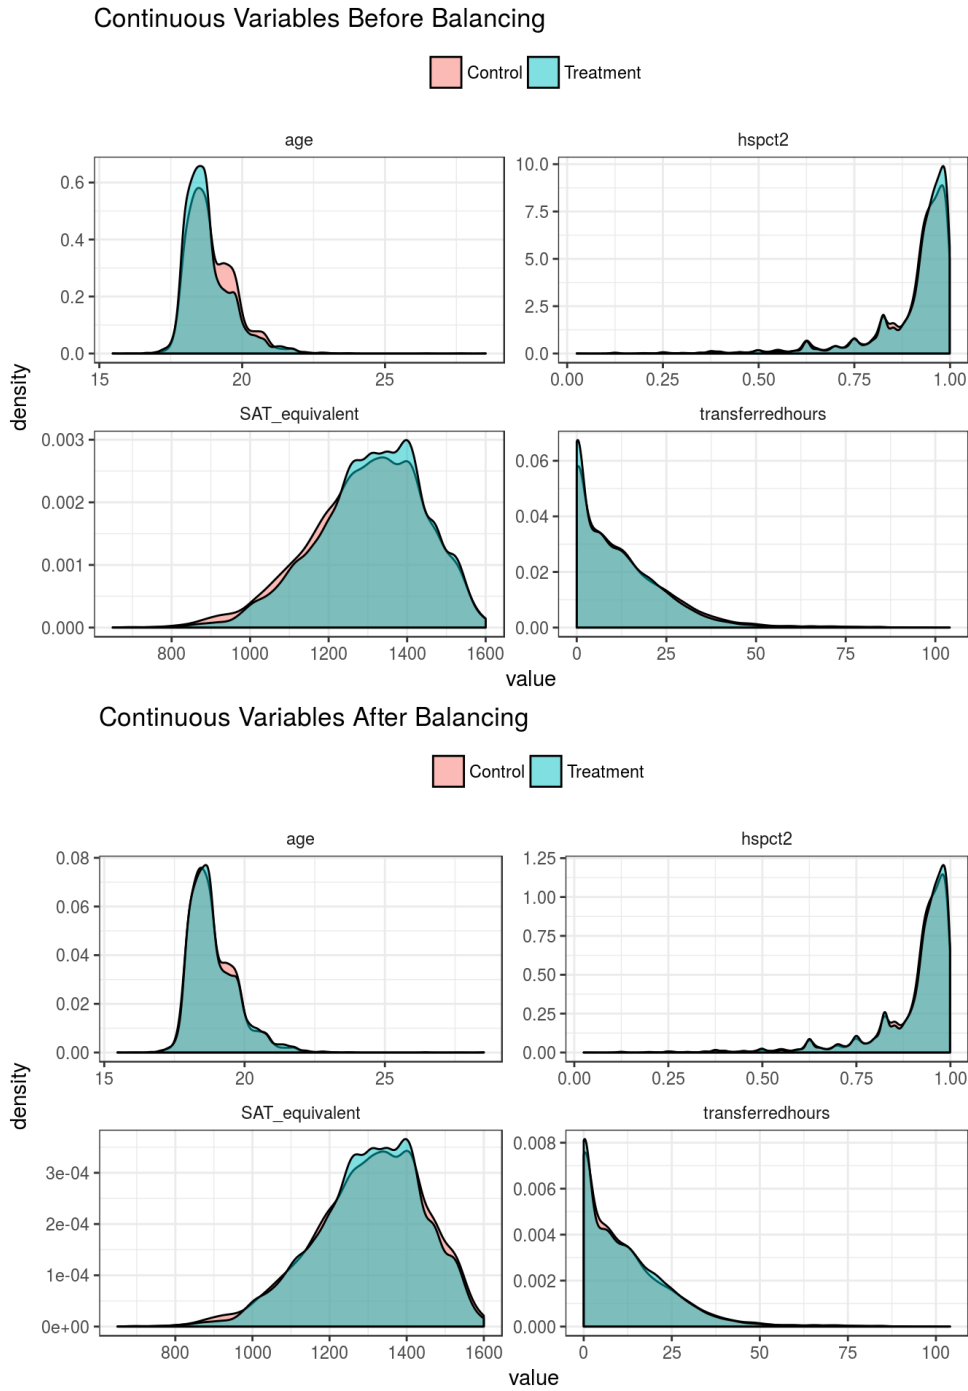 Continuous Variables Before Balancing
Control Treatment
age hspct2
0.6
0.4
0.2
0.0
15 20 25
10.0
7.5
5.0
2.5
0.0
0.00 0.25 0.50 0.75 1.00
density
SAT_equivalent transferredhours
0.003
0.002
0.001
0.000
800 1000 1200 1400 1600
0.06
0.04
0.02
0.00
0 25 50 75 100
value
Continuous Variables After Balancing
Control Treatment
age hspct2
0.08
0.06
0.04
0.02
0.00
15 20 25
1.25
1.00
0.75
0.50
0.25
0.00
0.00 0.25 0.50 0.75 1.00
density
SAT_equivalent transferredhours
3e-04
2e-04
1e-04
0e+00
800 1000 1200 1400 1600
0.008
0.006
0.004
0.002
0.000
0 25 50 75 100
value